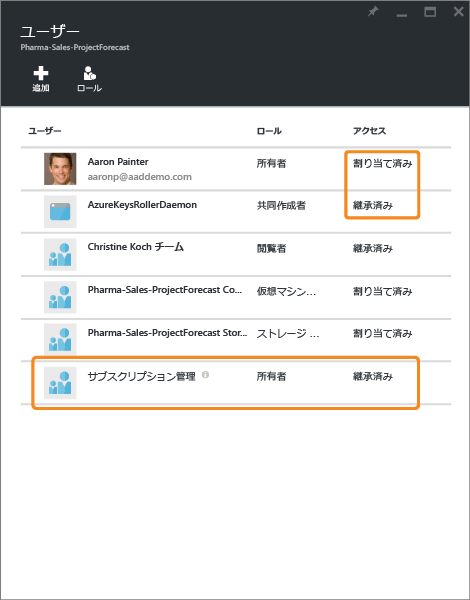 ユーザー
Pharma-Sales-ProjectForecast
追加 ロール
ユーザー ロール アクセス
Aaron Painter 所有者 割り当て済み
aaronp@aaddemo.com
AzureKeysRollerDaemon 共同作成者 継承済み
Christine Koch チーム 閲覧者 継承済み
Pharma-Sales-ProjectForecast Co... 仮想マシン... 割り当て済み
Pharma-Sales-ProjectForecast Stor... ストレージ ... 割り当て済み
サブスクリプション管理 所有者 継承済み